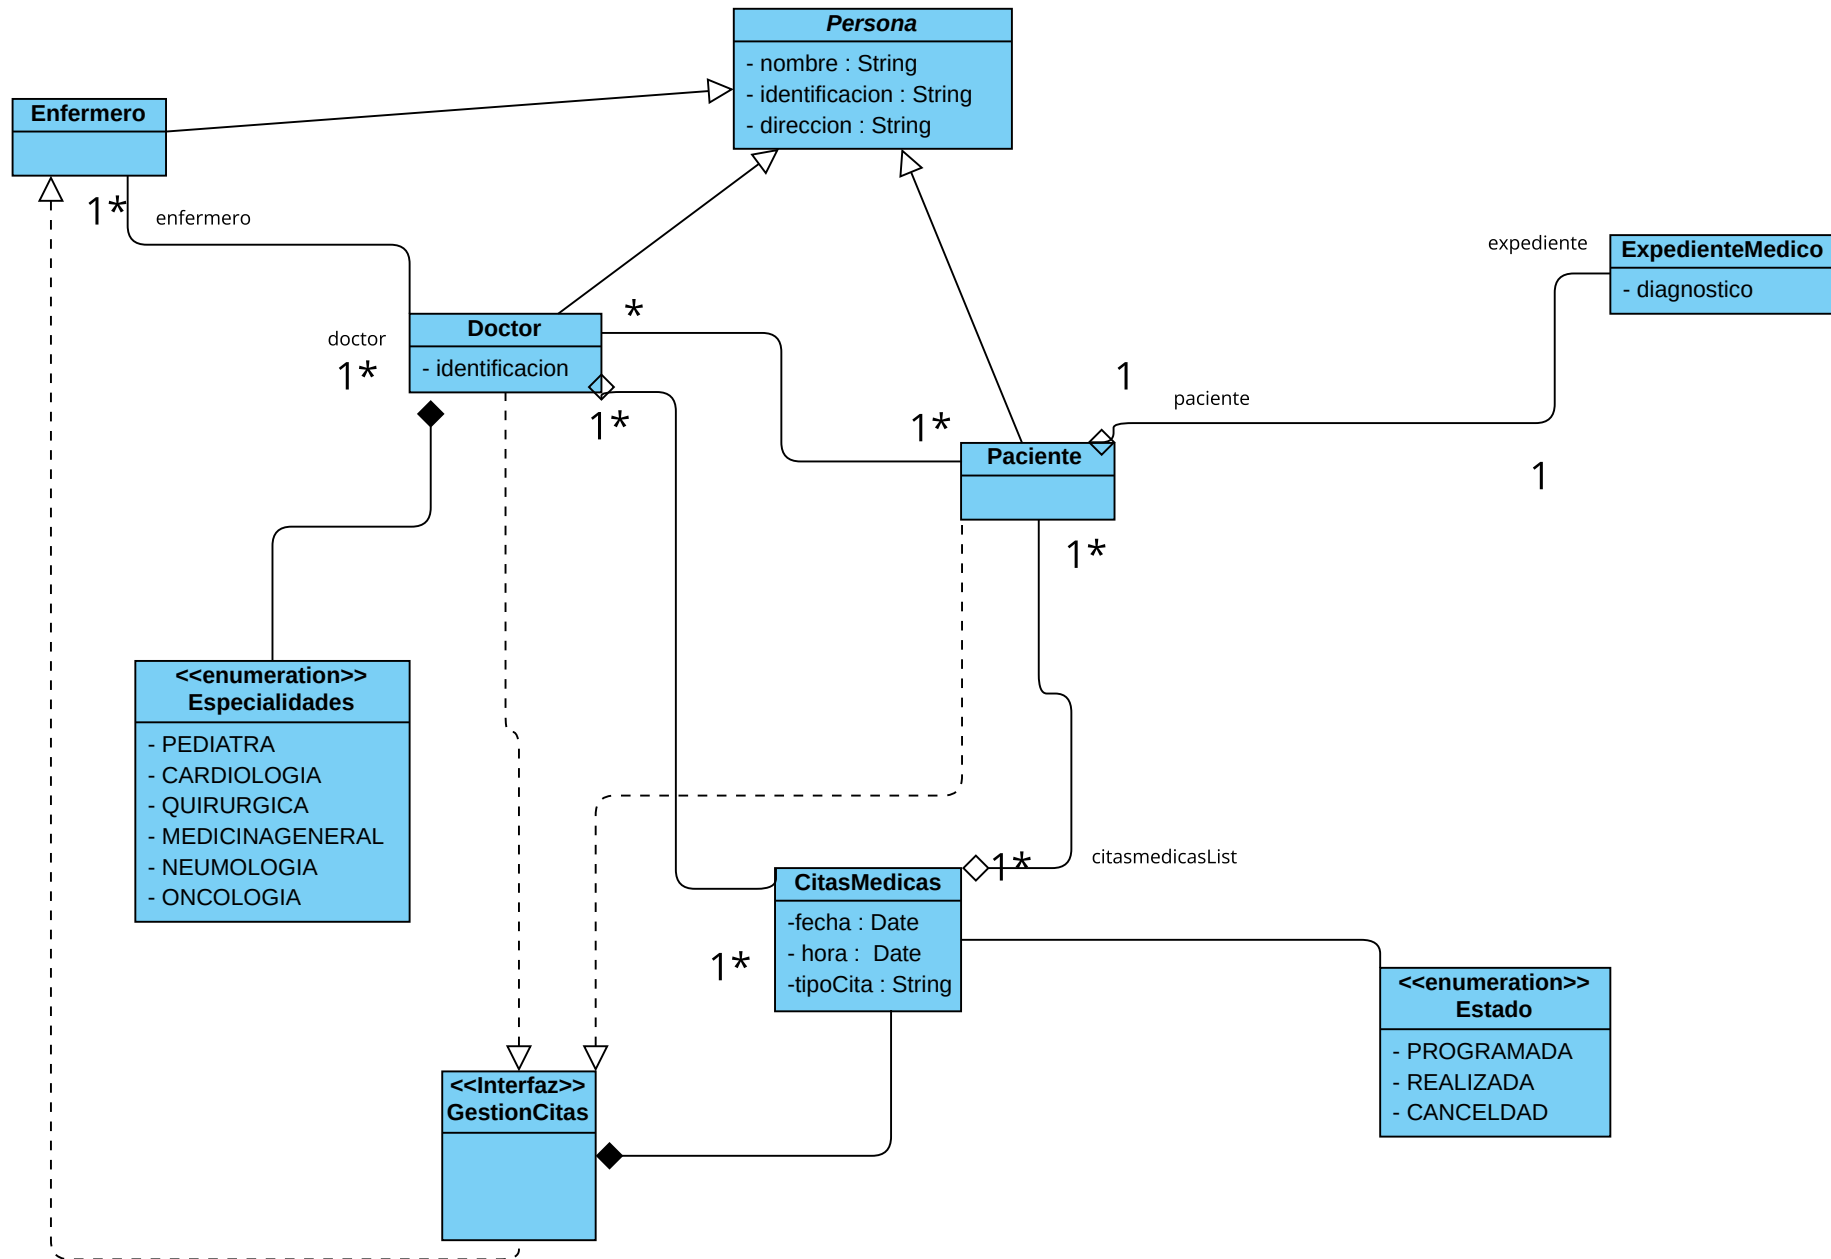 Persona
- nombre : String
- identificacion : String
- direccion : String
Enfermero
1*
enfermero
expediente
ExpedienteMedico
- diagnostico
*
Doctor
- identificacion
doctor
1*
1*
1*
1
paciente
Paciente
1
1*
<<enumeration>>
Especialidades
- PEDIATRA
- CARDIOLOGIA
- QUIRURGICA
- MEDICINAGENERAL
- NEUMOLOGIA
- ONCOLOGIA
1*
citasmedicasList
CitasMedicas
-fecha : Date
- hora :  Date
-tipoCita : String
1*
<<enumeration>>
Estado
- PROGRAMADA
- REALIZADA
- CANCELDAD
<<Interfaz>>
GestionCitas